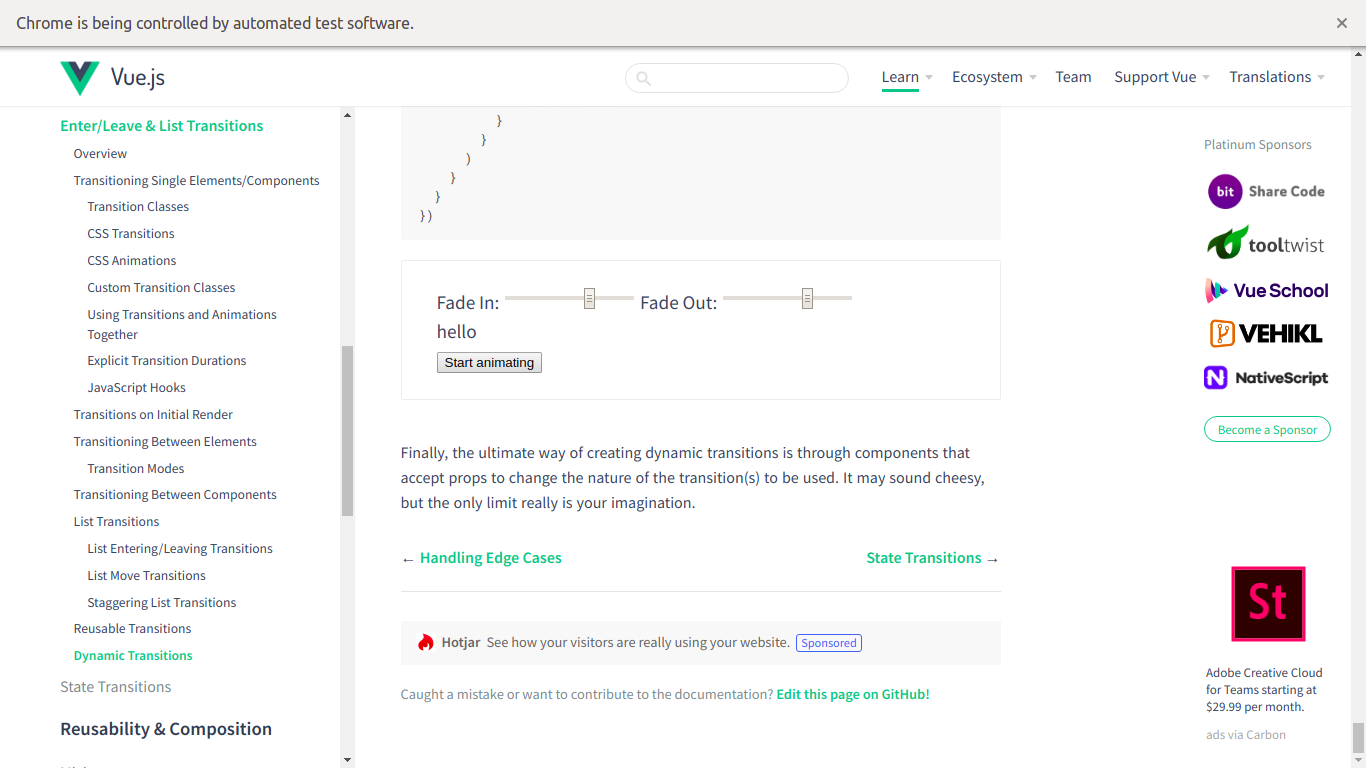 Chrome is being controlled by automated test software.
Vue.js
Learn
Ecosystem
Team
Support Vue
Translations
Enter/Leave & List Transitions
Overview
Transitioning Single Elements/Components
Transition Classes
CSS Transitions
CSS Animations
Custom Transition Classes
Using Transitions and Animations
Together
Explicit Transition Durations
JavaScript Hooks
Transitions on Initial Render
Transitioning Between Elements
Transition Modes
Transitioning Between Components
List Transitions
List Entering/Leaving Transitions
List Move Transitions
Staggering List Transitions
Reusable Transitions
Dynamic Transitions
State Transitions
Reusability & Composition
}
}
)
}
}
})
Fade In: Fade Out:
hello
Start animating
Finally, the ultimate way of creating dynamic transitions is through components that
accept props to change the nature of the transition(s) to be used. It may sound cheesy,
but the only limit really is your imagination.
← Handling Edge Cases
State Transitions →
Hotjar See how your visitors are really using your website. Sponsored
Caught a mistake or want to contribute to the documentation? Edit this page on GitHub!
Platinum Sponsors
bit Share Code
tooltwist
Vue School
VEHIKL
NativeScript
Become a Sponsor
St
Adobe Creative Cloud
for Teams starting at
$29.99 per month.
ads via Carbon